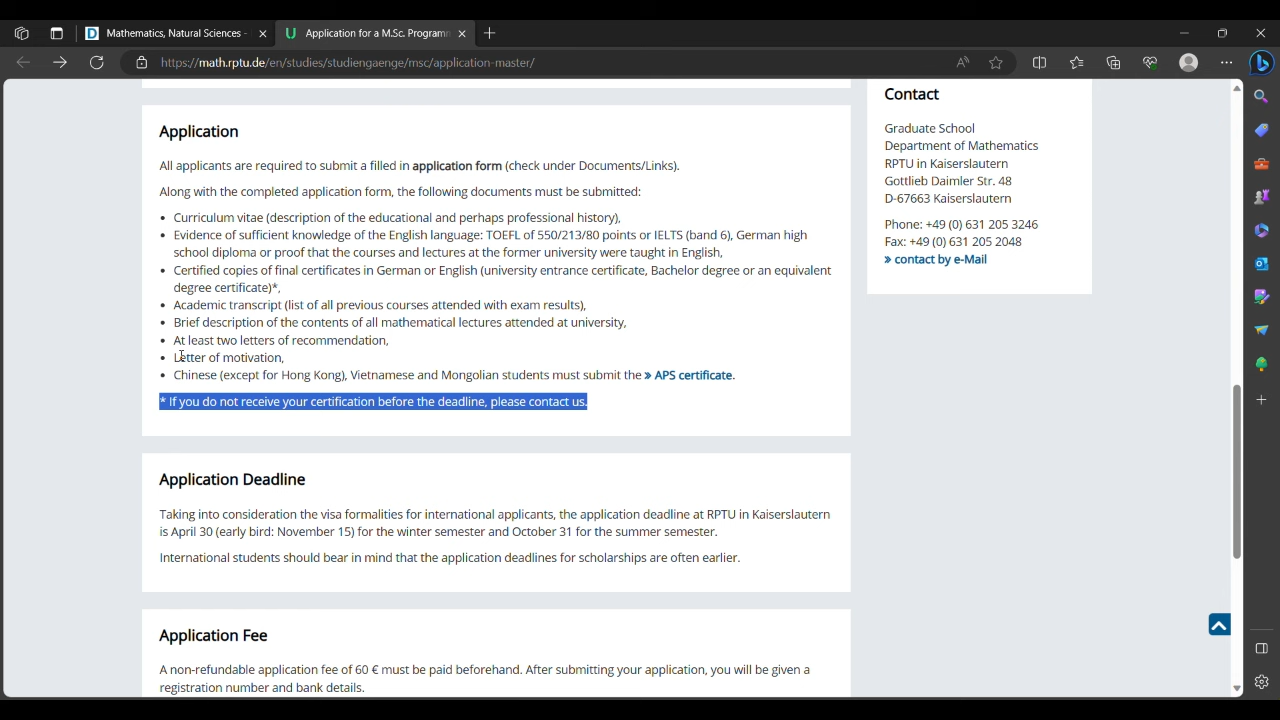 Mathematics, Natural Sciences -
Application for a M.Sc. Programm
https://math.rptu.de/en/studies/studiengaenge/msc/application-master/
Application
All applicants are required to submit a filled in application form (check under Documents/Links).
Along with the completed application form, the following documents must be submitted:
• Curriculum vitae (description of the educational and perhaps professional history),
• Evidence of sufficient knowledge of the English language: TOEFL of 550/213/80 points or IELTS (band 6), German high
school diploma or proof that the courses and lectures at the former university were taught in English,
• Certified copies of final certificates in German or English (university entrance certificate, Bachelor degree or an equivalent
degree certificate)*,
• Academic transcript (list of all previous courses attended with exam results),
• Brief description of the contents of all mathematical lectures attended at university,
• At least two letters of recommendation,
• Letter of motivation,
• Chinese (except for Hong Kong), Vietnamese and Mongolian students must submit the » APS certificate.
* If you do not receive your certification before the deadline, please contact us.
Application Deadline
Taking into consideration the visa formalities for international applicants, the application deadline at RPTU in Kaiserslautern
is April 30 (early bird: November 15) for the winter semester and October 31 for the summer semester.
International students should bear in mind that the application deadlines for scholarships are often earlier.
Application Fee
A non-refundable application fee of 60 € must be paid beforehand. After submitting your application, you will be given a
registration number and bank details.
Contact
Graduate School
Department of Mathematics
RPTU in Kaiserslautern
Gottlieb Daimler Str. 48
D-67663 Kaiserslautern
Phone: +49 (0) 631 205 3246
Fax: +49 (0) 631 205 2048
» contact by e-Mail